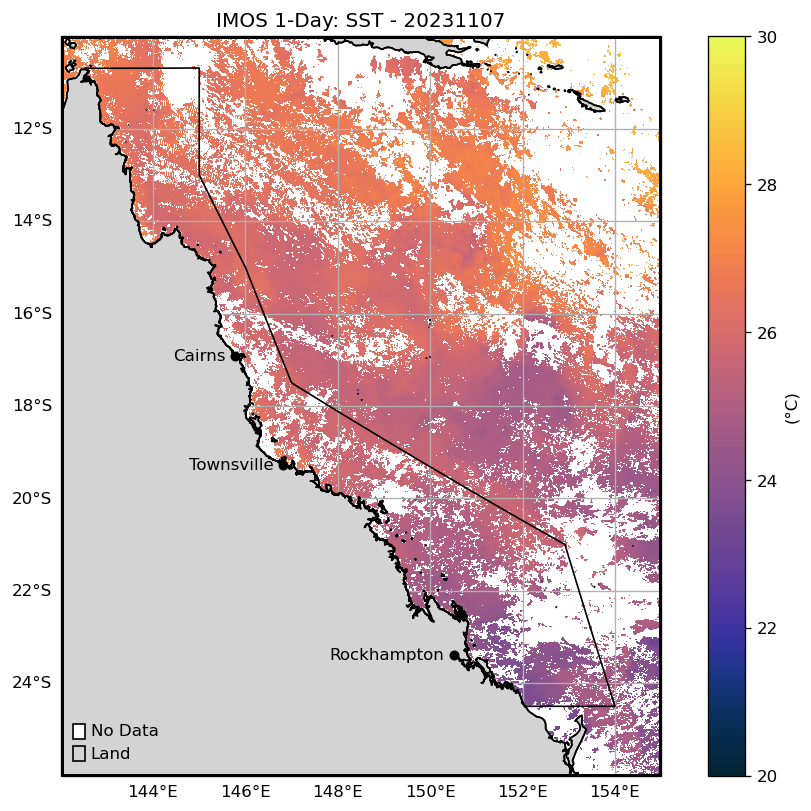 IMOS 1-Day: SST - 20231107
30
12°S
28
14°S
16°S
26
Cairns
(°C)
18°S
Townsville
24
20°S
22°S
22
Rockhampton
24°S
No Data
Land
20
144°E 146°E 148°E 150°E 152°E 154°E